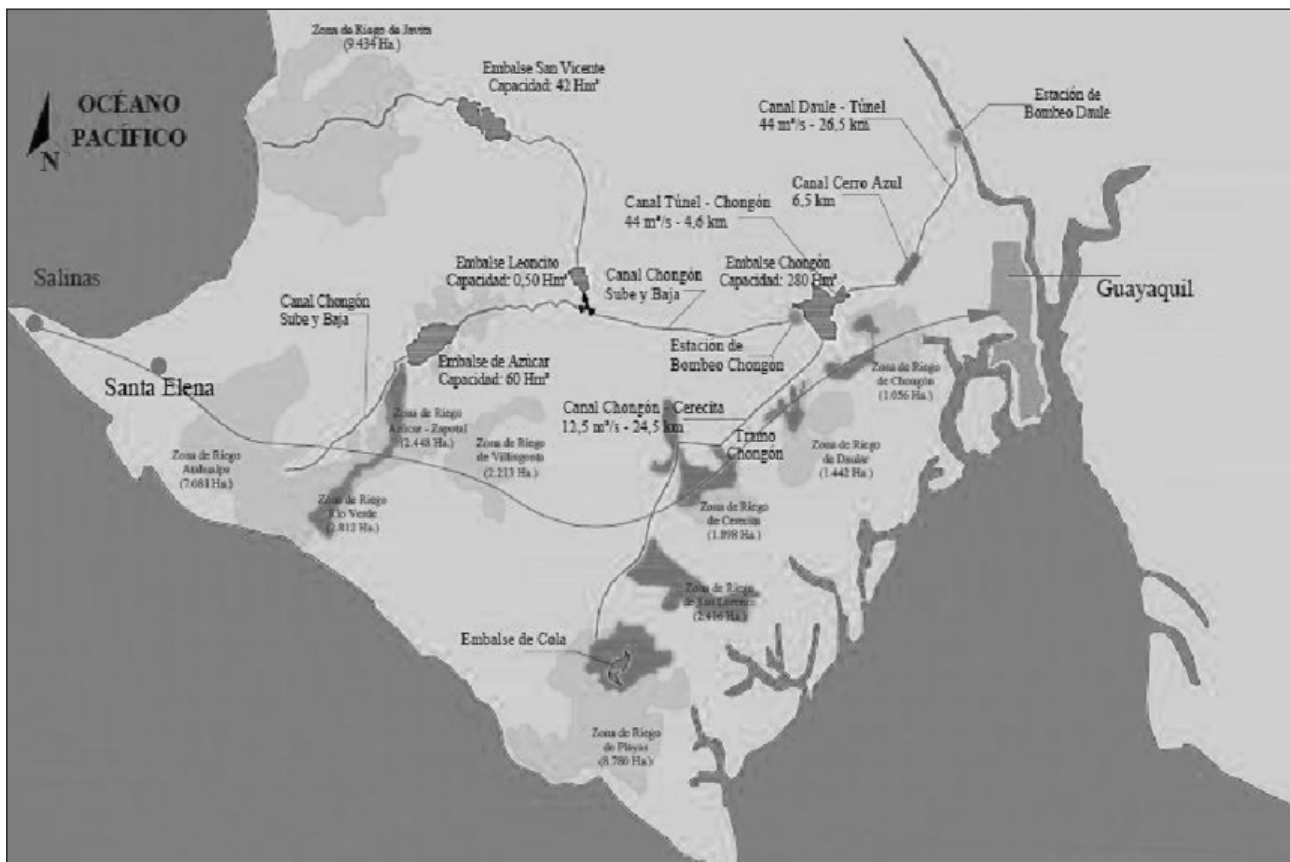 Zona de Riego de Javita
(9.434 Ha.)
Embalse San Vicente
Capacidad: 42 Hm³
OCÉANO
PACÍFICO
N
Canal Daule - Túnel
44 m³/s - 26,5 km
Estación de
Bombeo Daule
Canal Cerro Azul
6,5 km
Canal Túnel - Chongón
44 m³/s - 4,6 km
Salinas
Embalse Leoncito
Capacidad: 0,50 Hm³
Canal Chongón
Sube y Baja
Embalse Chongón
Capacidad: 280 Hm³
Guayaquil
Canal Chongón
Sube y Baja
Estación de
Bombeo Chongón
Embalse de Azúcar
Capacidad: 60 Hm³
Santa Elena
Zona de Riego
de Chongón
(1.056 Ha.)
Canal Chongón - Cerecita
12,5 m³/s - 24,5 km
Zona de Riego
Azúcar - Zapotal
(2.448 Ha.)
Zona de Riego
de Villingota
(2.213 Ha.)
Tramo
Chongón
Zona de Riego
de Daular
(1.442 Ha.)
Zona de Riego
Atahualpa
(7.681 Ha.)
Zona de Riego
Río Verde
(2.812 Ha.)
Zona de Riego
de Cerecita
(1.898 Ha.)
Zona de Riego
de San Lorenzo
(2.416 Ha.)
Embalse de Cola
Zona de Riego
de Playas
(8.780 Ha.)